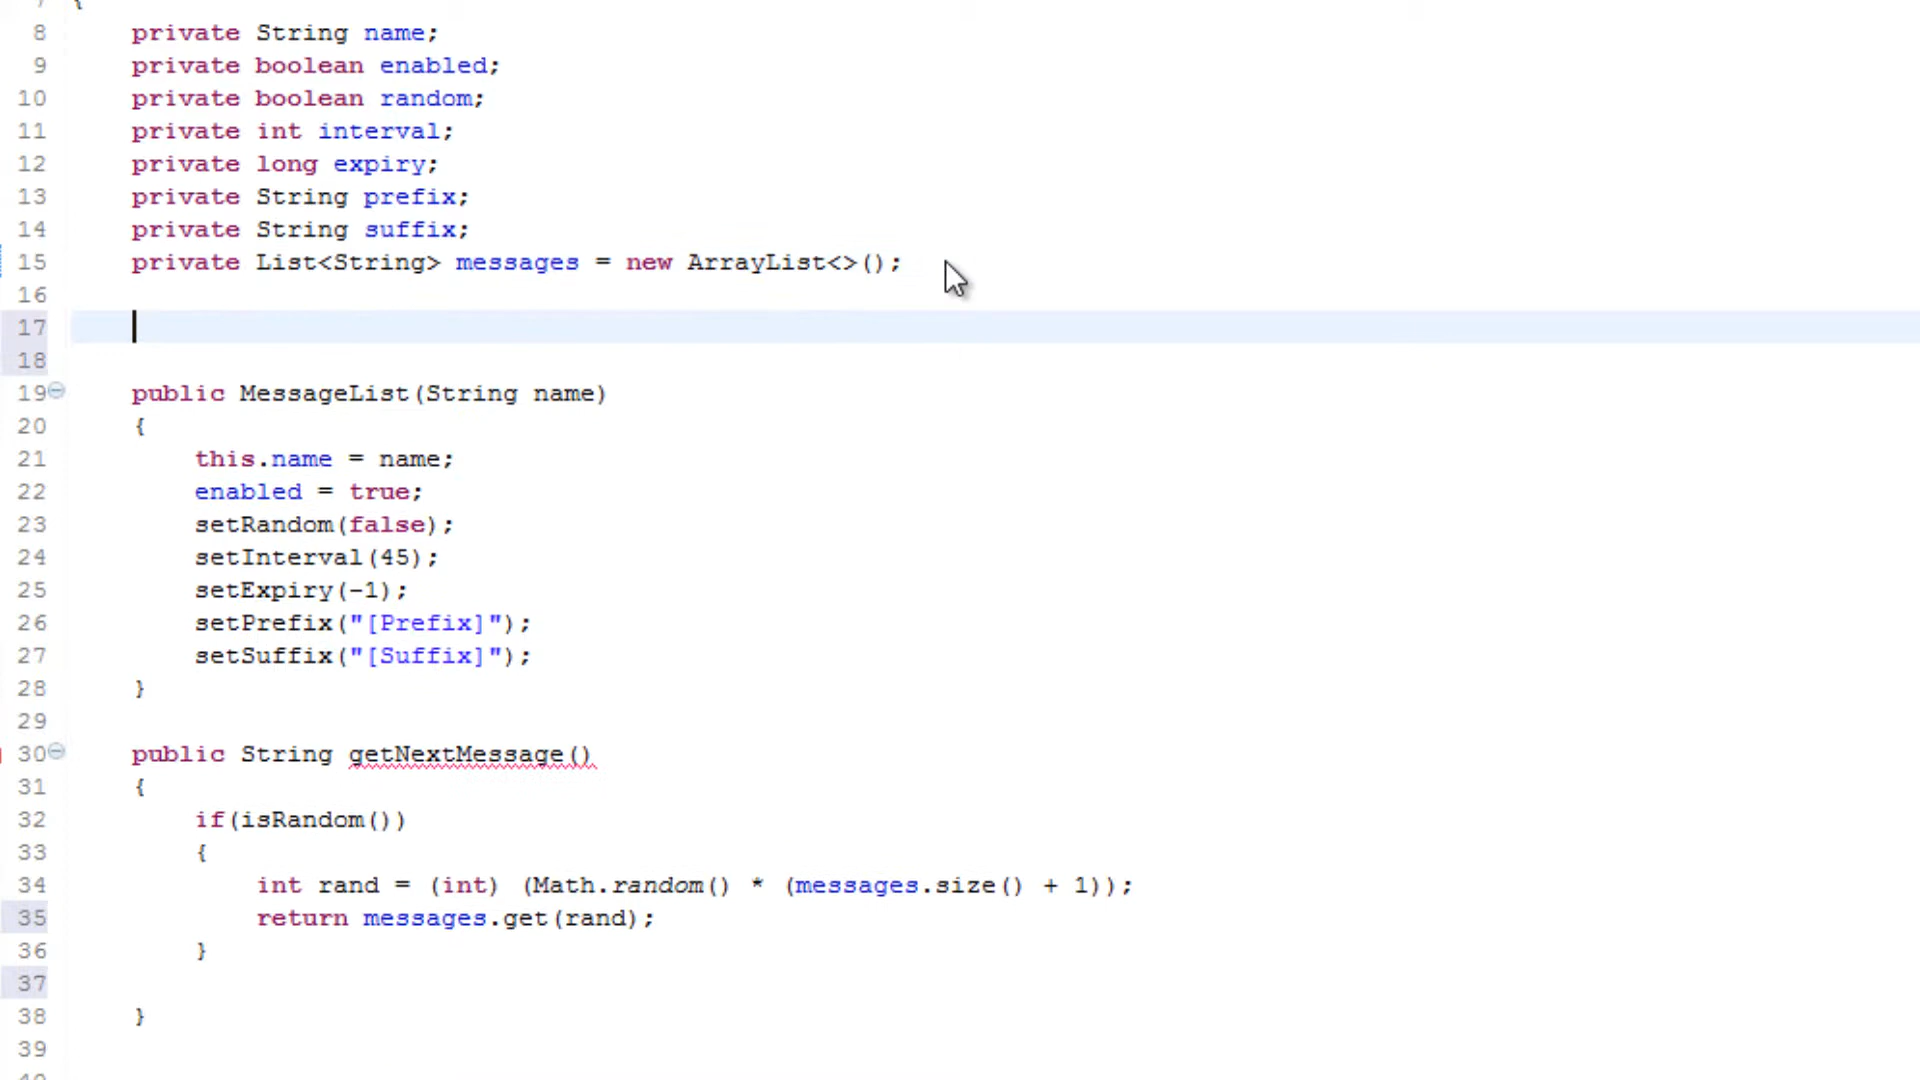 7 {
8 private String name;
9 private boolean enabled;
10 private boolean random;
11 private int interval;
12 private long expiry;
13 private String prefix;
14 private String suffix;
15 private List<String> messages = new ArrayList<>();
16
17
18
19 public MessageList(String name)
20 {
21 this.name = name;
22 enabled = true;
23 setRandom(false);
24 setInterval(45);
25 setExpiry(-1);
26 setPrefix("[Prefix]");
27 setSuffix("[Suffix]");
28 }
29
30 public String getNextMessage()
31 {
32 if(isRandom())
33 {
34 int rand = (int) (Math.random() * (messages.size() + 1));
35 return messages.get(rand);
36 }
37
38 }
39